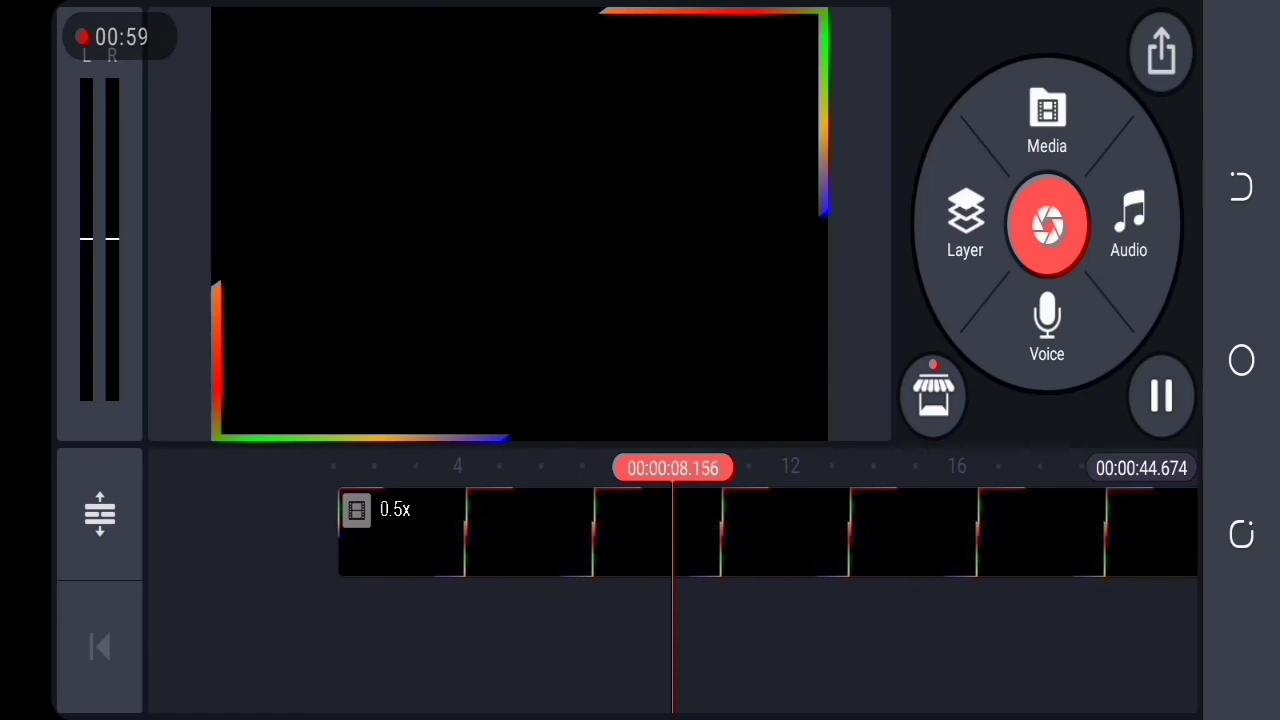 00:59
L R
Media
Layer
Audio
Voice
4
00:00:08.156
12
16
00:00:44.674
0.5x